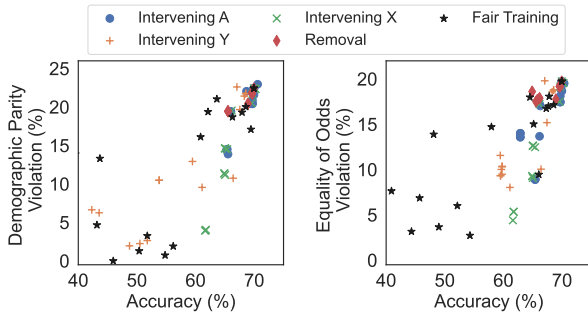 Intervening A Intervening X Fair Training
Intervening Y Removal
Demographic Parity
Violation (%)
25
20
15
10
5
0
40 50 60 70
Accuracy (%)
Equality of Odds
Violation (%)
20
15
10
5
0
40 50 60 70
Accuracy (%)